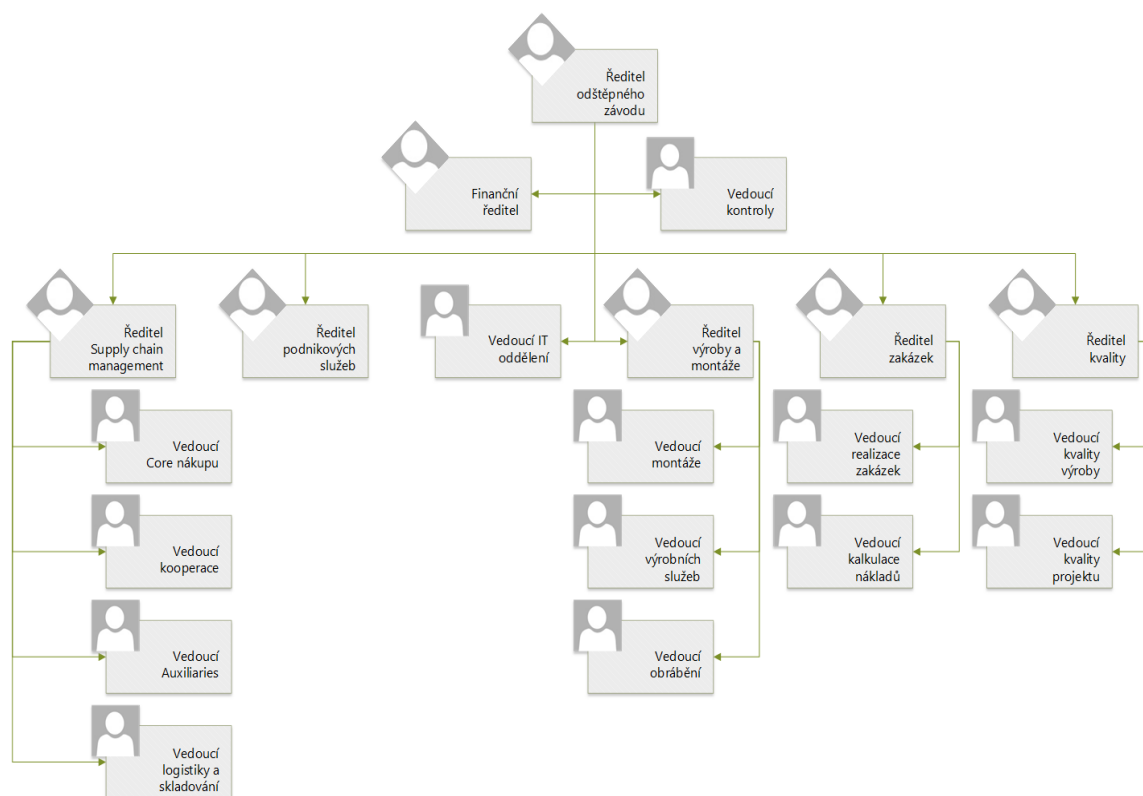 Ředitel
odštěpného
závodu
Finanční
ředitel
Vedoucí
kontroly
Ředitel
Supply chain
management
Ředitel
podnikových
služeb
Vedoucí IT
oddělení
Ředitel
výroby a
montáže
Ředitel
zakázek
Ředitel
kvality
Vedoucí
Core nákupu
Vedoucí
montáže
Vedoucí
realizace
zakázek
Vedoucí
kvality
výroby
Vedoucí
kooperace
Vedoucí
výrobních
služeb
Vedoucí
kalkulace
nákladů
Vedoucí
kvality
projektu
Vedoucí
Auxiliaries
Vedoucí
obrábění
Vedoucí
logistiky a
skladování